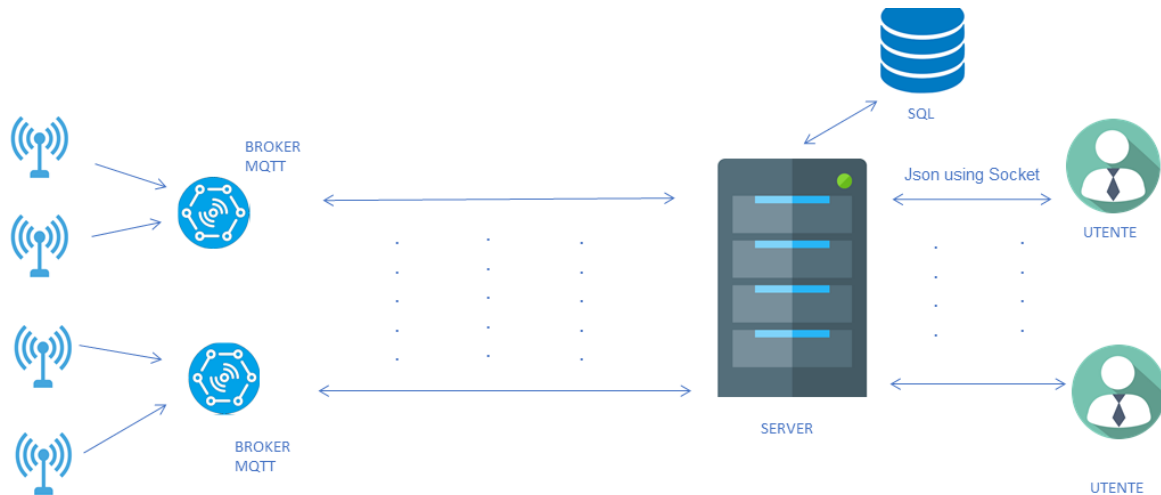 SQL
BROKER
MQTT
Json using Socket
UTENTE
SERVER
BROKER
MQTT
UTENTE